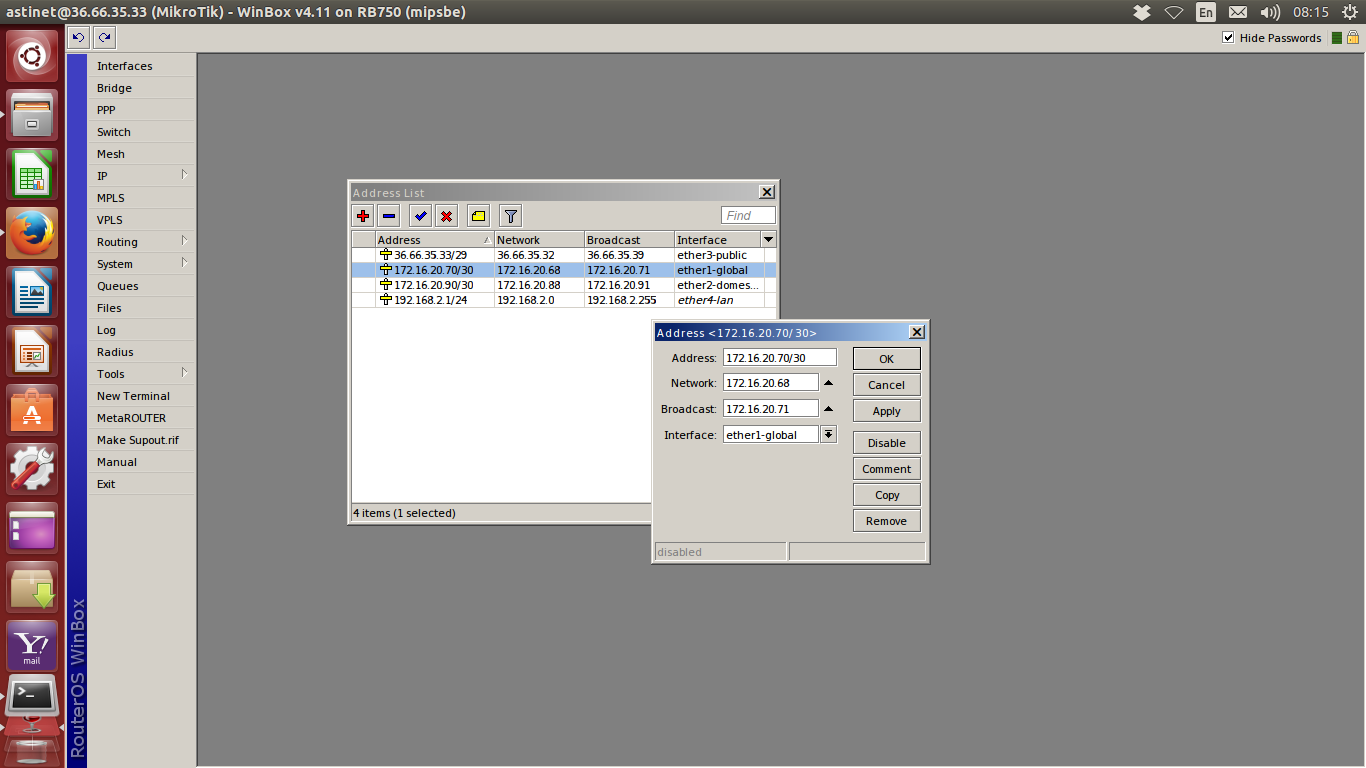 astinet@36.66.35.33 (MikroTik) - WinBox v4.11 on RB750 (mipsbe)
En
08:15
Hide Passwords
Interfaces
Bridge
PPP
Switch
Mesh
IP
MPLS
VPLS
Routing
System
Queues
Files
Log
Radius
Tools
New Terminal
MetaROUTER
Make Supout.rif
Manual
Exit
RouterOS WinBox
Y!
mail
Address List
Find
Address Network Broadcast Interface
36.66.35.33/29 36.66.35.32 36.66.35.39 ether3-public
172.16.20.70/30 172.16.20.68 172.16.20.71 ether1-global
172.16.20.90/30 172.16.20.88 172.16.20.91 ether2-domes...
192.168.2.1/24 192.168.2.0 192.168.2.255 ether4-lan
4 items (1 selected)
Address <172.16.20.70/30>
Address: 172.16.20.70/30
Network: 172.16.20.68
Broadcast: 172.16.20.71
Interface: ether1-global
OK
Cancel
Apply
Disable
Comment
Copy
Remove
disabled